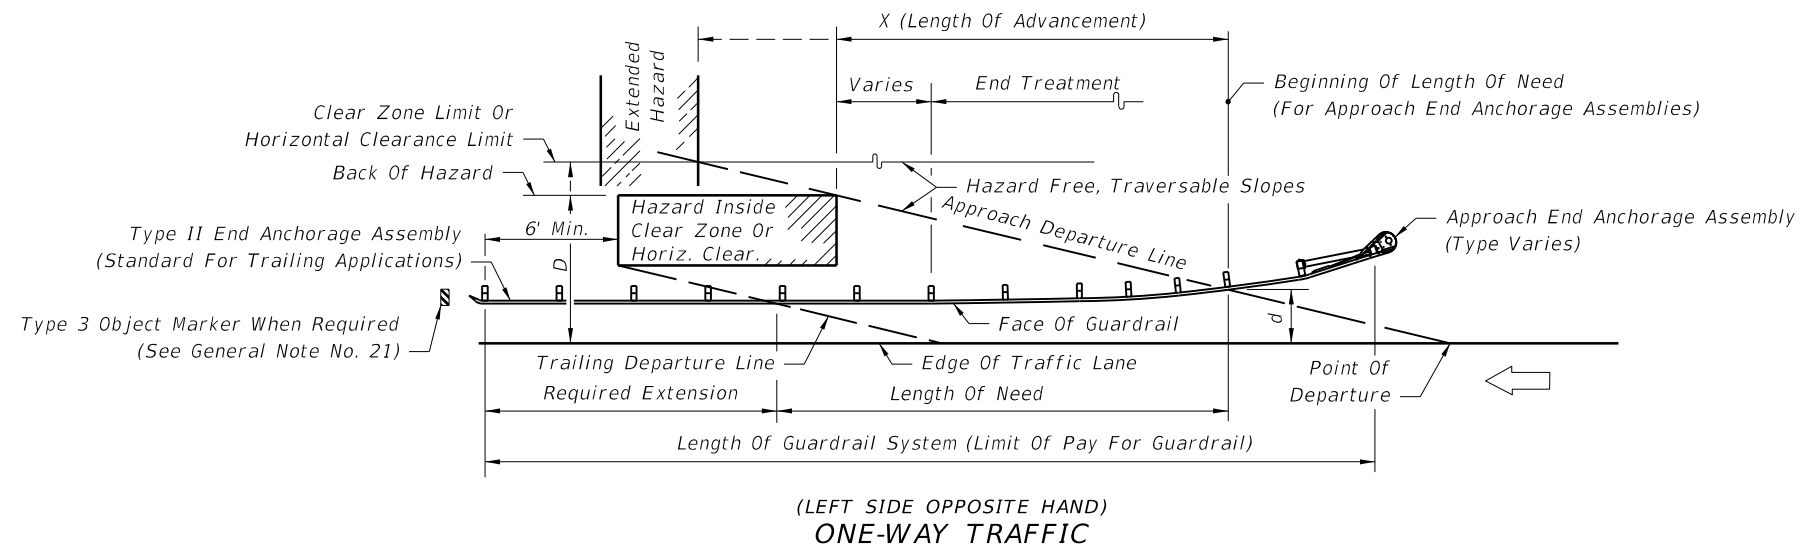 X (Length Of Advancement)
Extended
Hazard
Varies
End Treatment
Beginning Of Length Of Need
(For Approach End Anchorage Assemblies)
Clear Zone Limit Or
Horizontal Clearance Limit
Back Of Hazard
Hazard Free, Traversable Slopes
Approach Departure Line
Hazard Inside
Clear Zone Or
Horiz. Clear.
6' Min.
D
Approach End Anchorage Assembly
(Type Varies)
Type II End Anchorage Assembly
(Standard For Trailing Applications)
Type 3 Object Marker When Required
(See General Note No. 21)
Face Of Guardrail
d
Trailing Departure Line
Edge Of Traffic Lane
Point Of
Departure
Required Extension
Length Of Need
Length Of Guardrail System (Limit Of Pay For Guardrail)
(LEFT SIDE OPPOSITE HAND)
ONE-WAY TRAFFIC